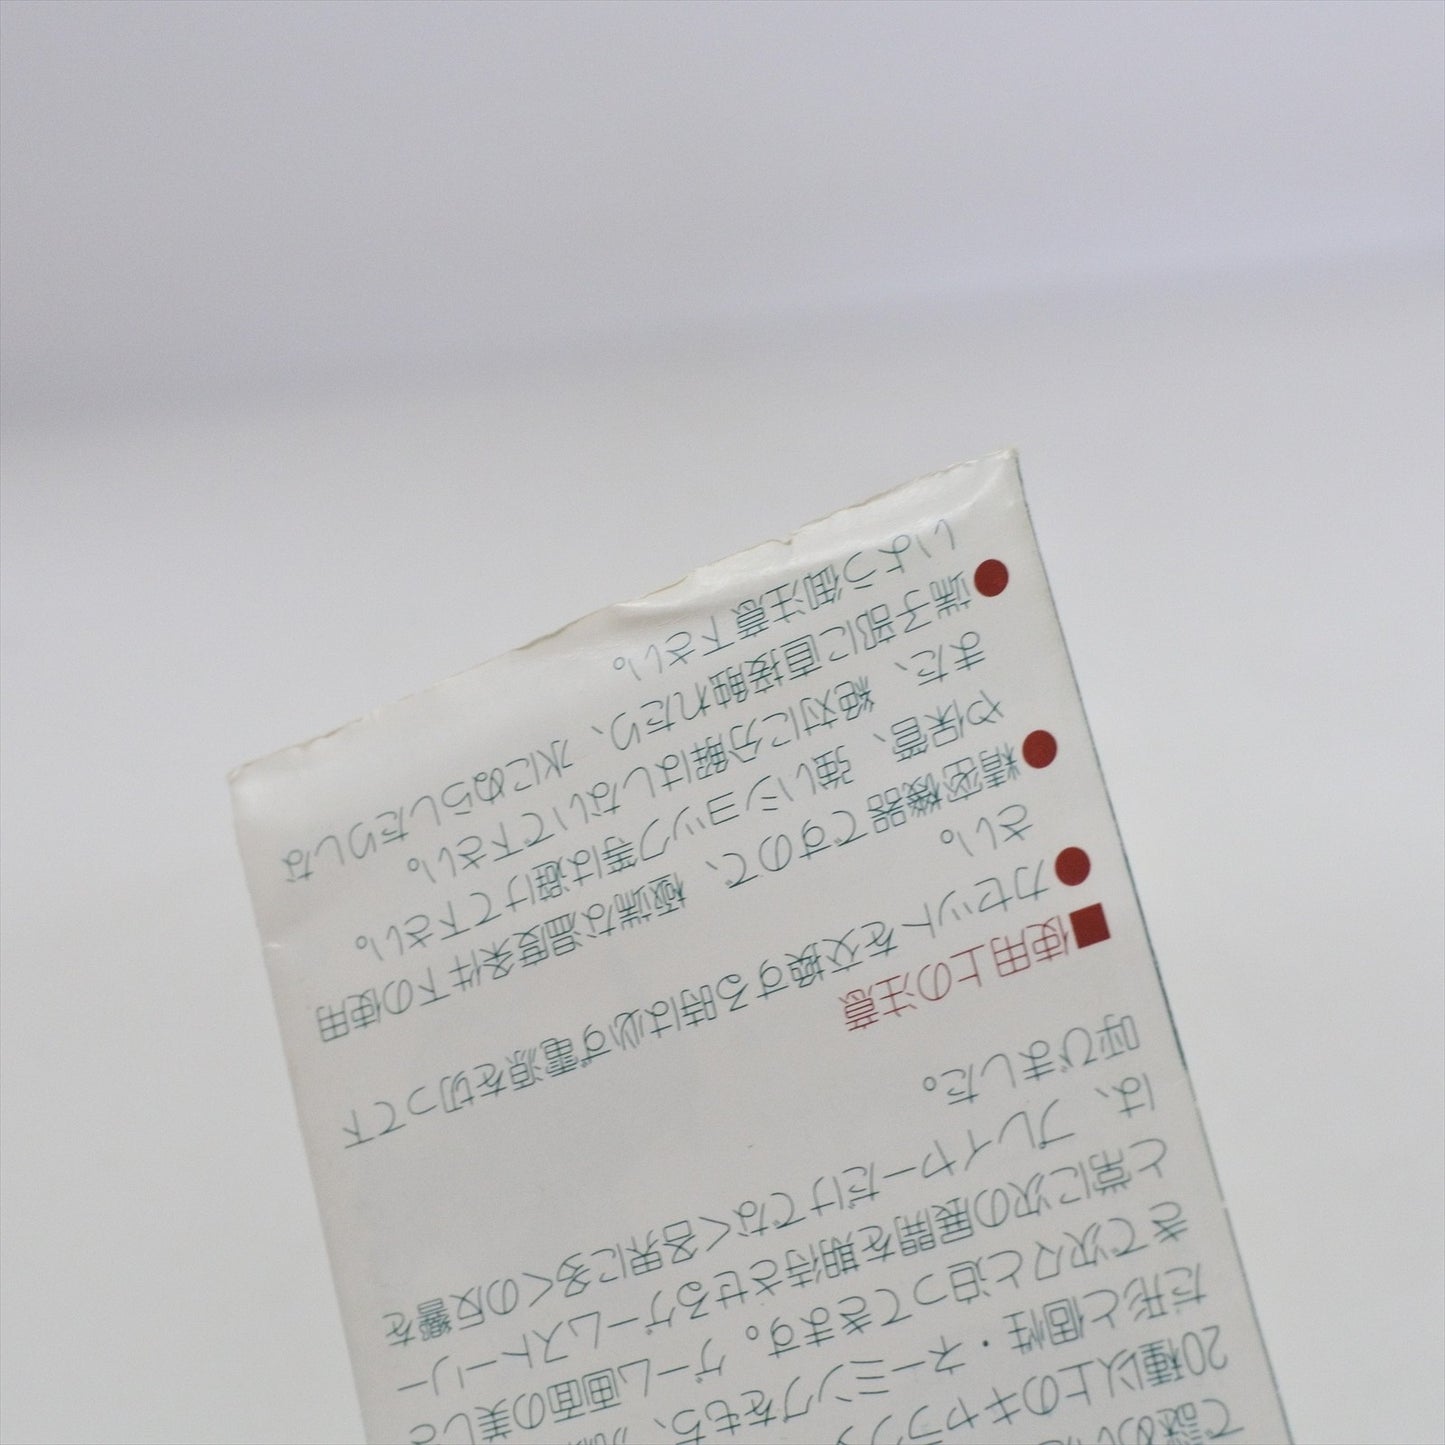 で謎めいた
20種以上のキャラク
だ形と個性・ネーミングをもち、
きで次々と迫ってきます。ゲーム画面の美しさ
と常に次の展開を期待させるゲームストーリー
は、プレイヤーだけでなく各界に多くの反響を
呼びました。
■使用上の注意
●カセットを交換する時は必ず電源を切って下
さい。
●精密機器ですので、極端な温度条件下の使用
や保管、強いショック等は避けて下さい。
また、絶対に分解はしないで下さい。
●端子部に直接触れたり、水にぬらしたりしな
いよう御注意下さい。